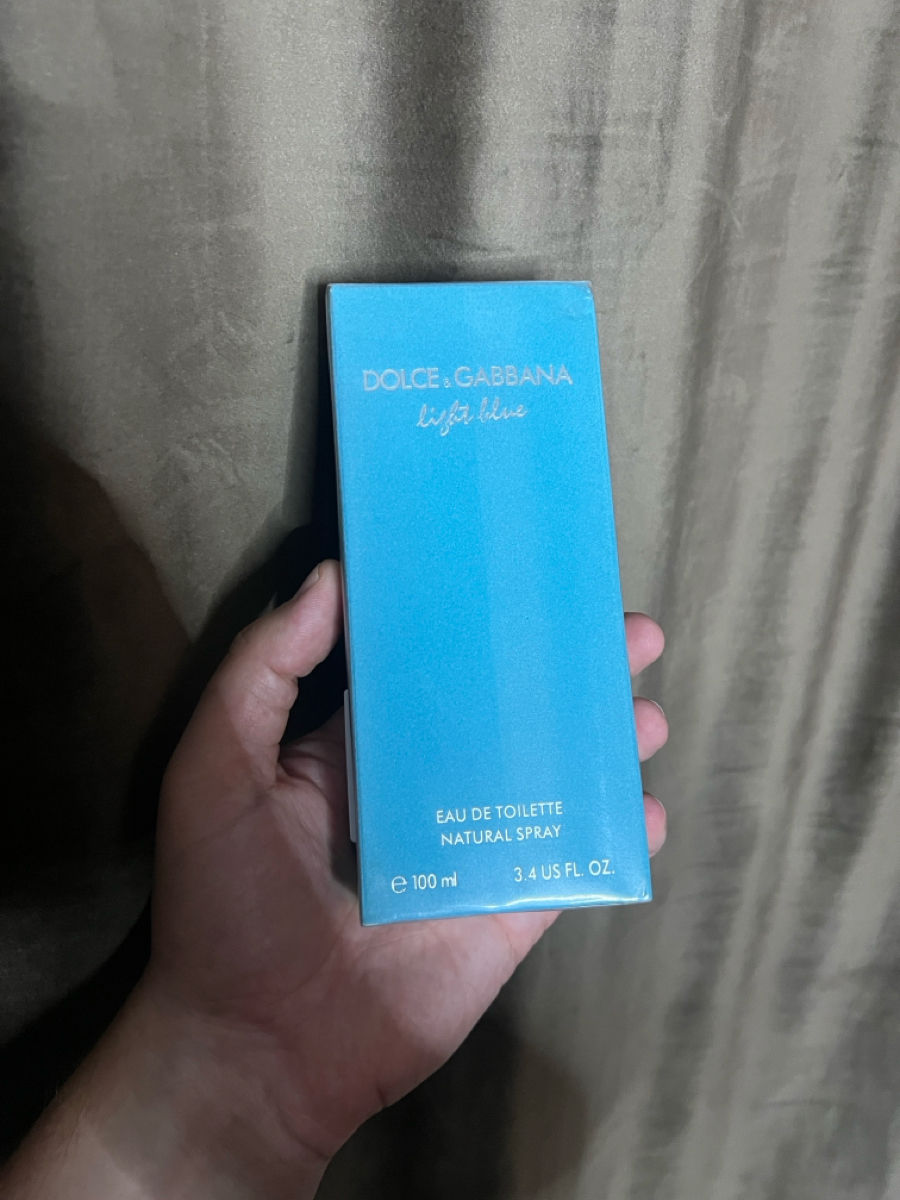 DOLCE & GABBANA
light blue
EAU DE TOILETTE
NATURAL SPRAY
℮ 100 ml 3.4 US FL. OZ.